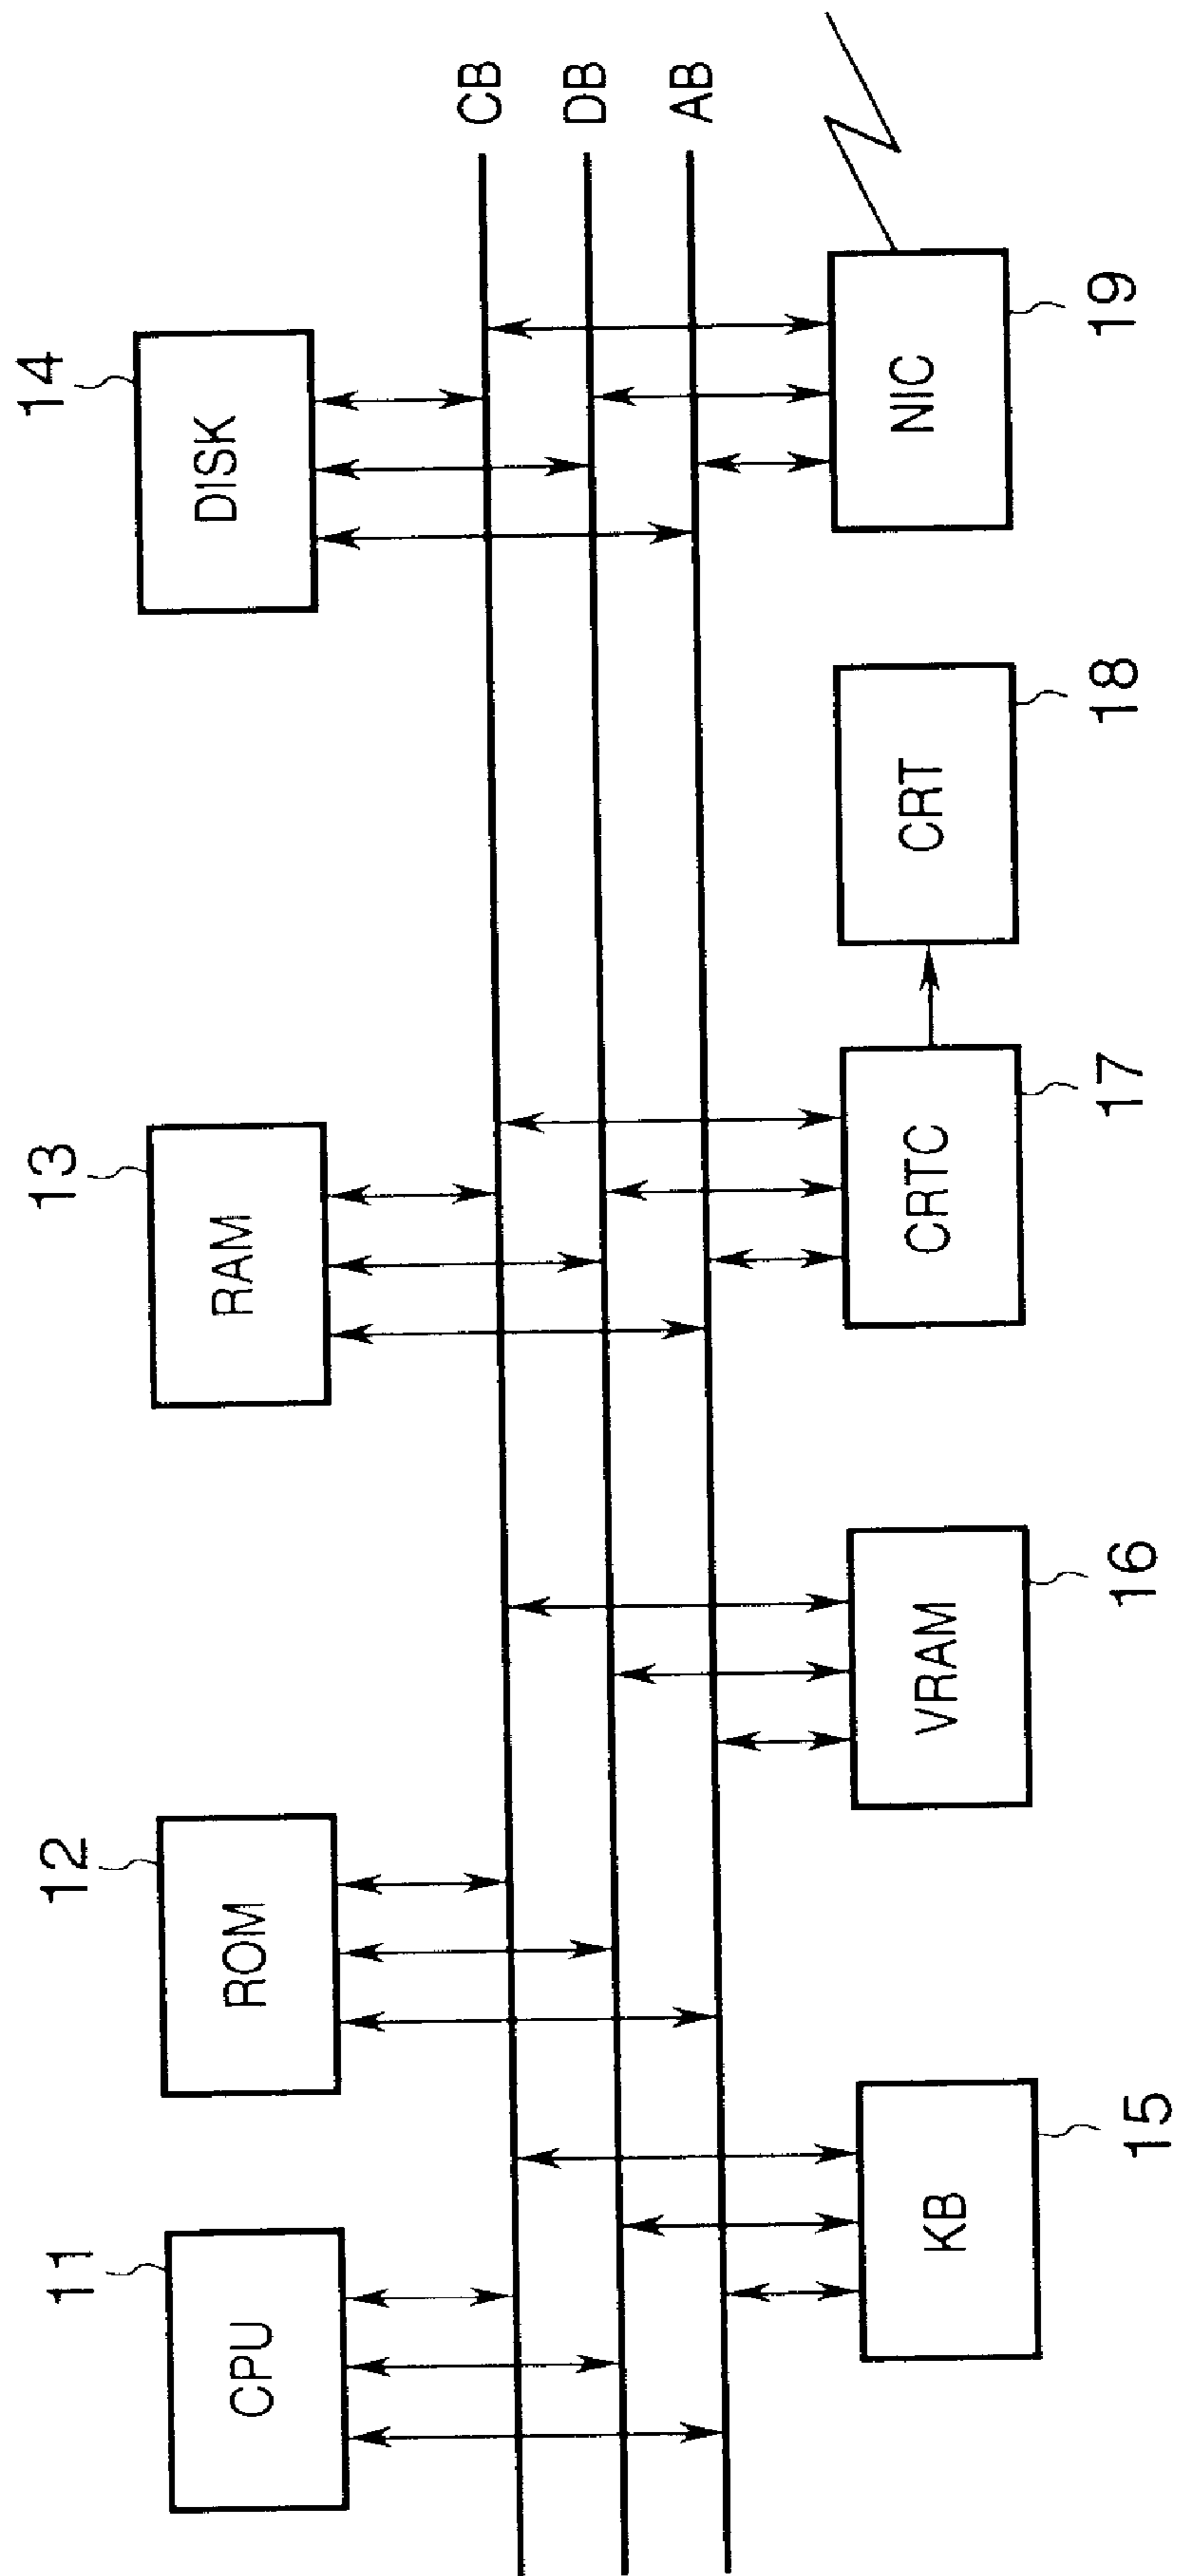 11
CPU
12
ROM
13
RAM
14
DISK
CB
DB
AB
KB
15
VRAM
16
CRTC
17
CRT
18
NIC
19